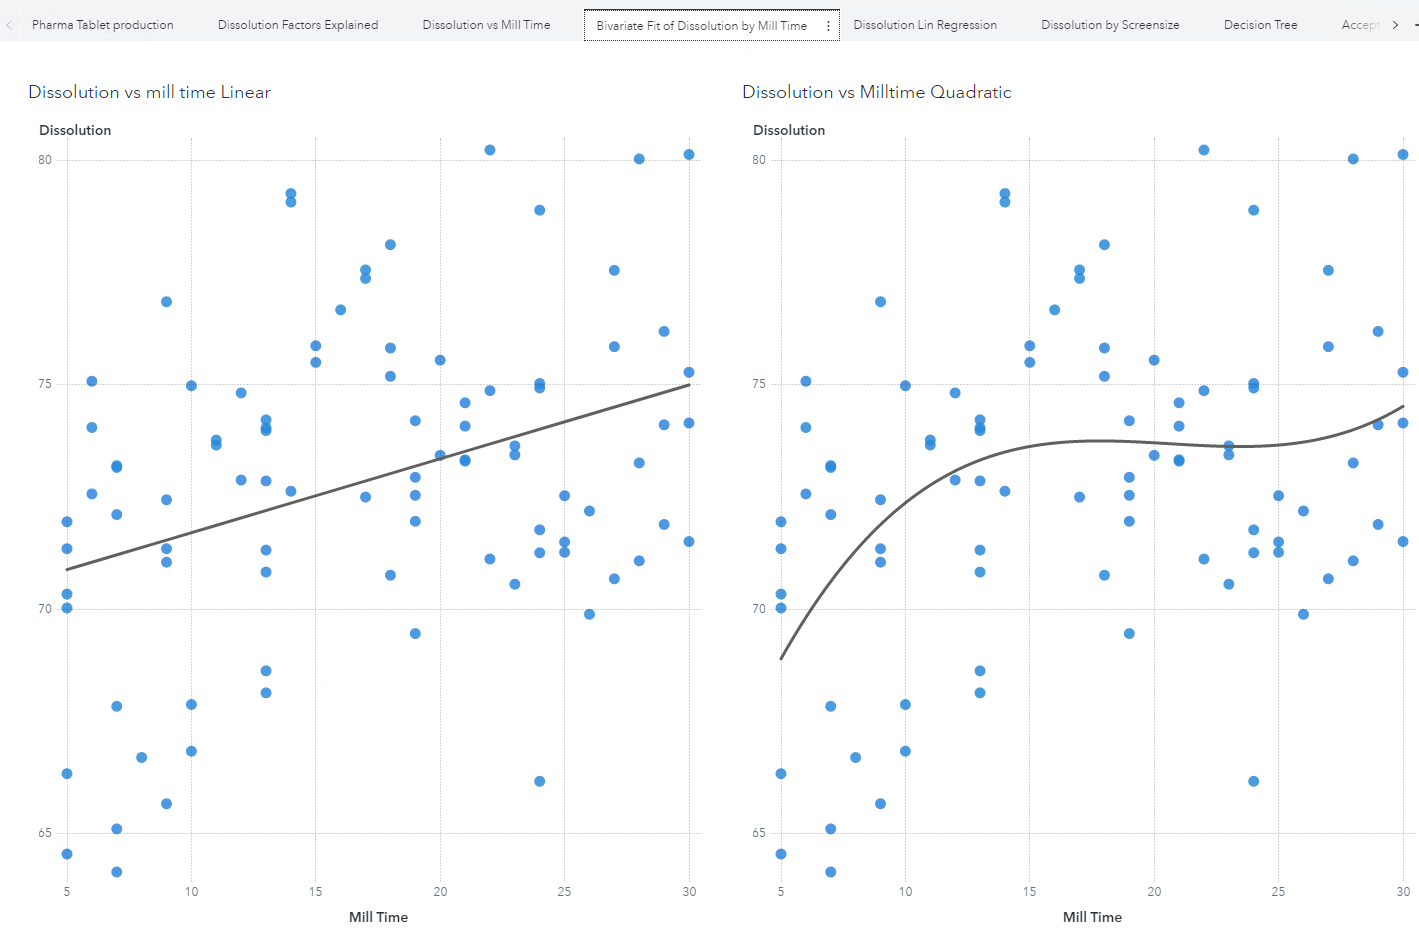 Pharma Tablet production Dissolution Factors Explained Dissolution vs Mill Time Bivariate Fit of Dissolution by Mill Time Dissolution Lin Regression Dissolution by Screensize Decision Tree Accept
Dissolution vs mill time Linear
Dissolution
80
75
70
65
5 10 15 20 25 30
Mill Time
Dissolution vs Milltime Quadratic
Dissolution
80
75
70
65
5 10 15 20 25 30
Mill Time